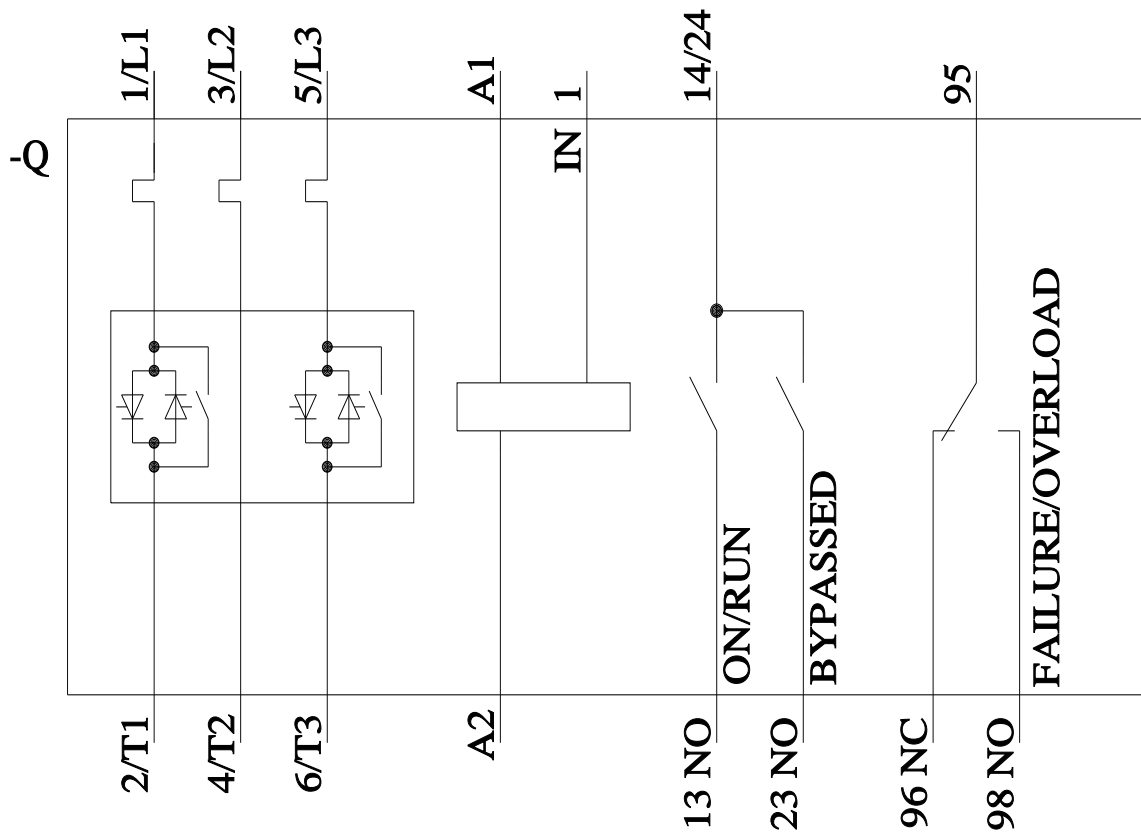 1/L1
3/L2
5/L3
A1
1
14/24
95
-Q
IN
ON/RUN
BYPASSED
FAILURE/OVERLOAD
2/T1
4/T2
6/T3
A2
13 NO
23 NO
96 NC
98 NO